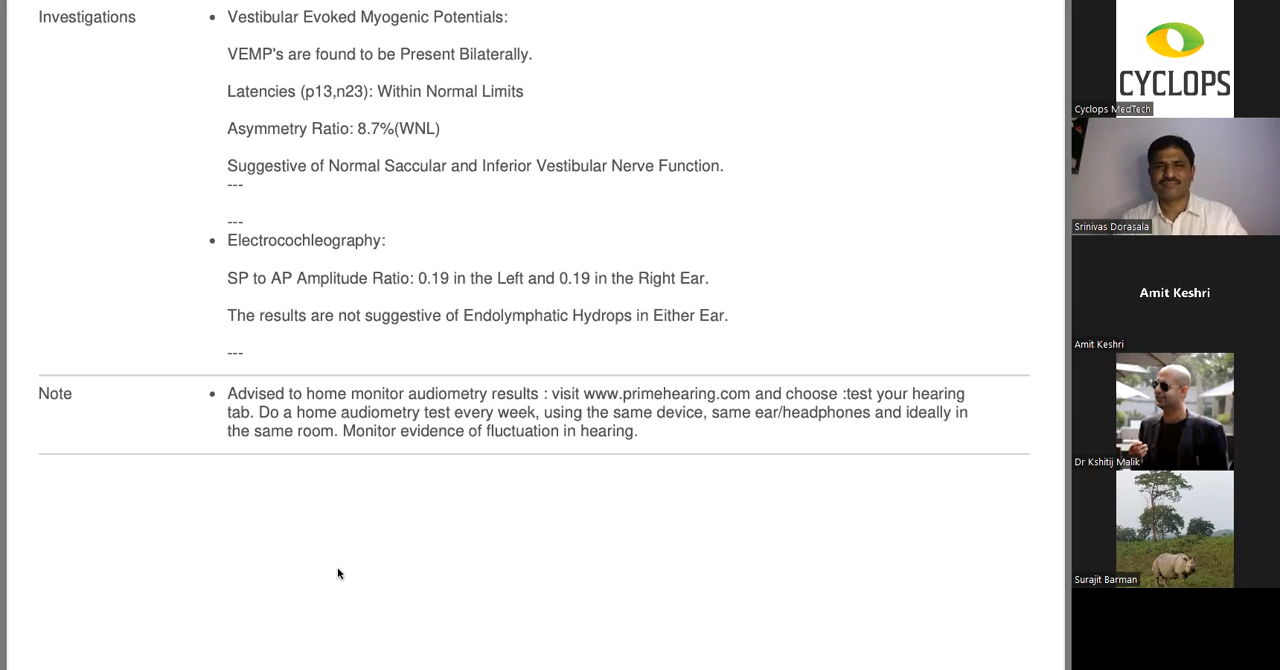 Investigations
• Vestibular Evoked Myogenic Potentials:
VEMP's are found to be Present Bilaterally.
Latencies (p13,n23): Within Normal Limits
Asymmetry Ratio: 8.7%(WNL)
Suggestive of Normal Saccular and Inferior Vestibular Nerve Function.
---
---
• Electrocochleography:
SP to AP Amplitude Ratio: 0.19 in the Left and 0.19 in the Right Ear.
The results are not suggestive of Endolymphatic Hydrops in Either Ear.
---
Note
• Advised to home monitor audiometry results : visit www.primehearing.com and choose :test your hearing
tab. Do a home audiometry test every week, using the same device, same ear/headphones and ideally in
the same room. Monitor evidence of fluctuation in hearing.
CYCLOPS
Cyclops MedTech
Srinivas Dorasala
Amit Keshri
Amit Keshri
Dr Kshitij Malik
Surajit Barman